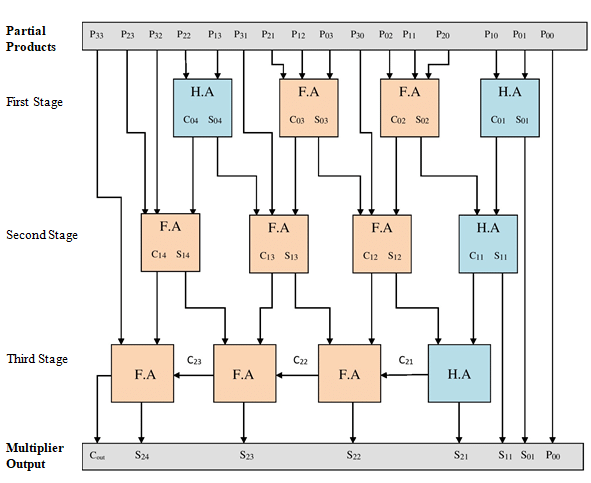 Partial
Products
P33 P23 P32 P22 P13 P31 P21 P12 P03 P30 P02 P11 P20 P10 P01 P00
First Stage
H.A F.A F.A H.A
C04 S04 C03 S03 C02 S02 C01 S01
Second Stage
F.A F.A F.A H.A
C14 S14 C13 S13 C12 S12 C11 S11
Third Stage
C23 C22 C21
F.A F.A F.A H.A
Multiplier
Output
Cout S24 S23 S22 S21 S11 S01 P00